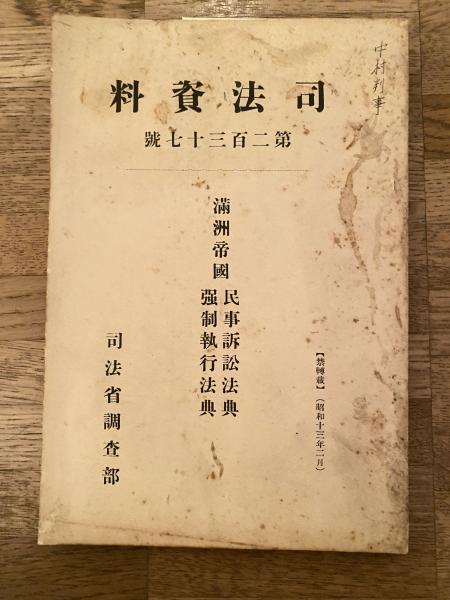 司法資料
第二百三十七號
中村判事
【禁轉載】（昭和十三年二月）
滿洲帝國
民事訴訟法典
强制執行法典
司法省調查部